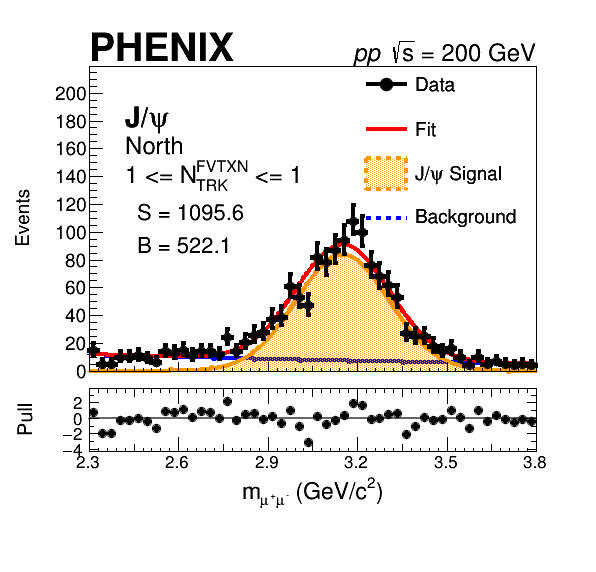 PHENIX
pp √s = 200 GeV
J/ψ
North
1 <= N_TRK^FVTXN <= 1
S = 1095.6
B = 522.1
Data
Fit
J/ψ Signal
Background
Events
200
180
160
140
120
100
80
60
40
20
0
Pull
2
0
−2
−4
2.3 2.6 2.9 3.2 3.5 3.8
m_μ⁺μ⁻ (GeV/c²)